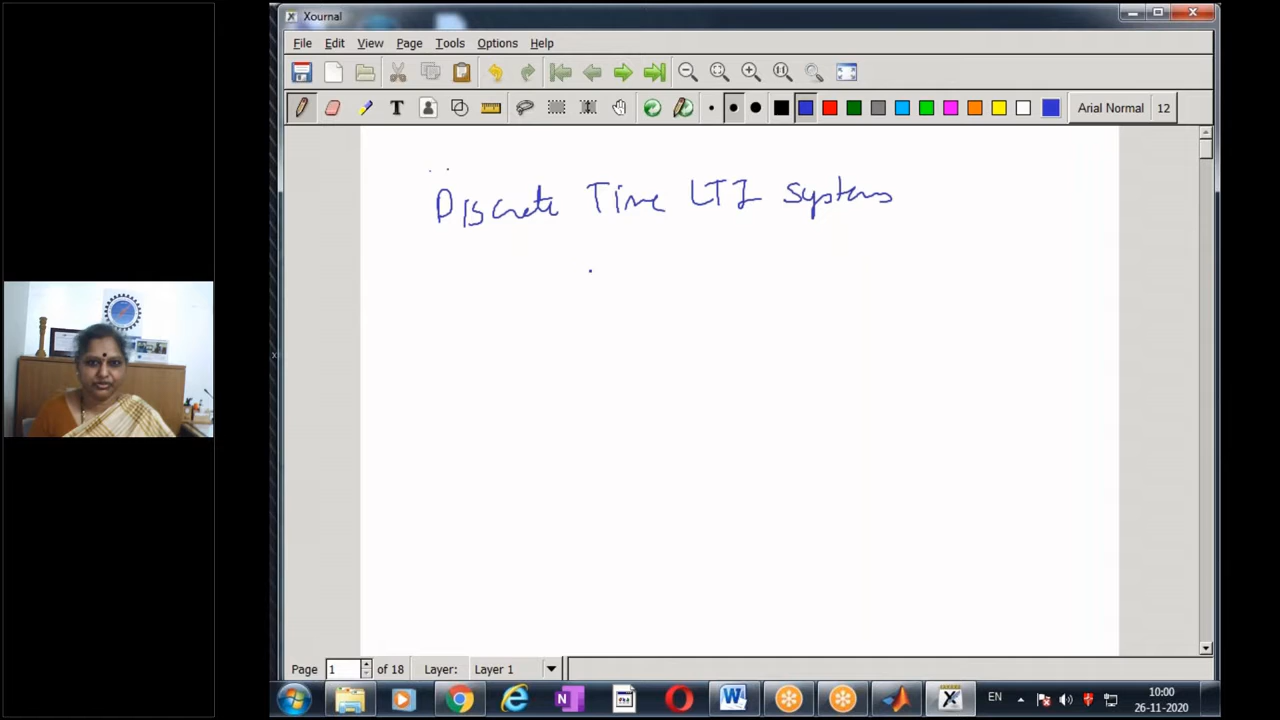 Xournal
File Edit View Page Tools Options Help
Arial Normal 12
Discrete Time LTI systems
Page 1 of 18 Layer: Layer 1
EN
10:00
26-11-2020